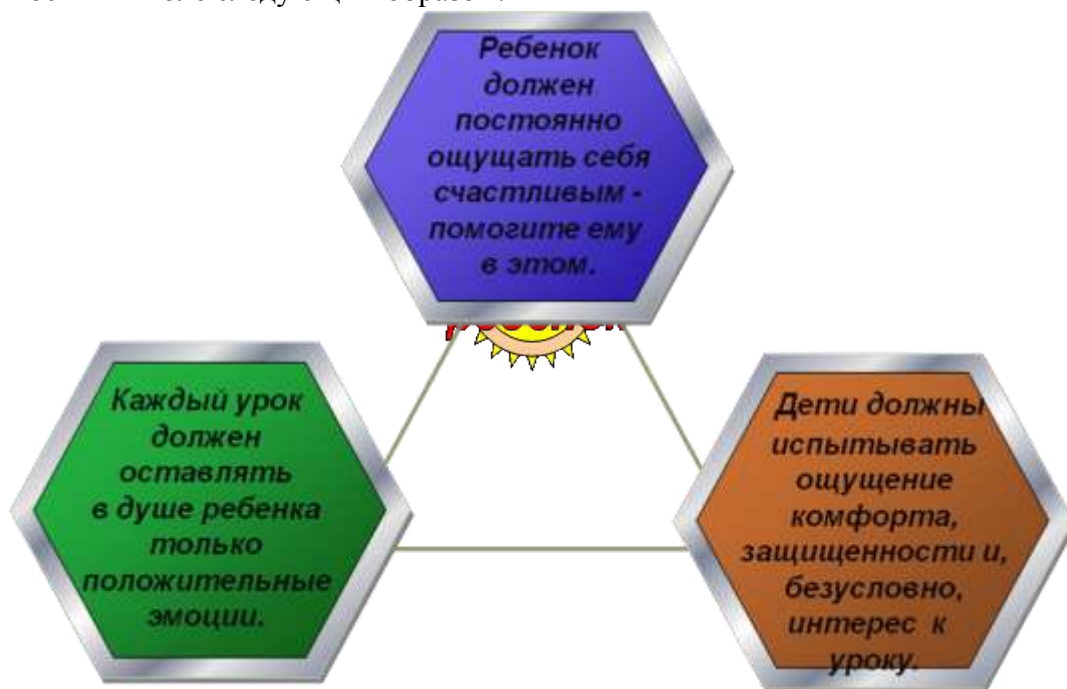 Ребенок
должен
постоянно
ощущать себя
счастливым -
помогите ему
в этом.
Каждый урок
должен
оставлять
в душе ребенка
только
положительные
эмоции.
Дети должны
испытывать
ощущение
комфорта,
защищенности и,
безусловно,
интерес к
уроку.